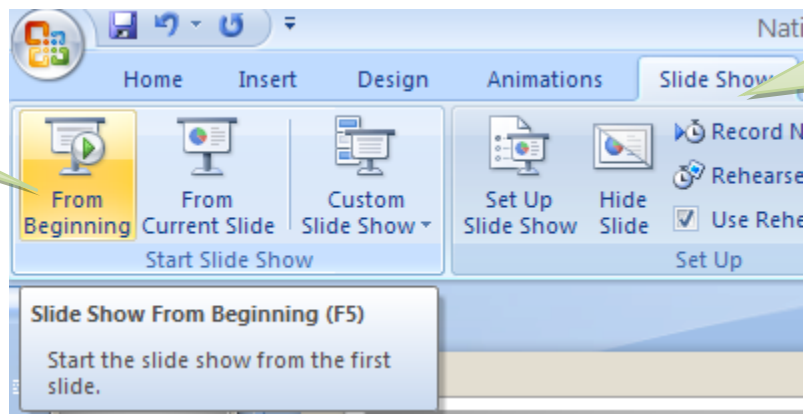 Nati
Home Insert Design Animations Slide Show
From Beginning
From Current Slide
Custom Slide Show
Set Up Slide Show
Hide Slide
Record N
Rehearse
Use Rehe
Start Slide Show
Set Up
Slide Show From Beginning (F5)
Start the slide show from the first
slide.